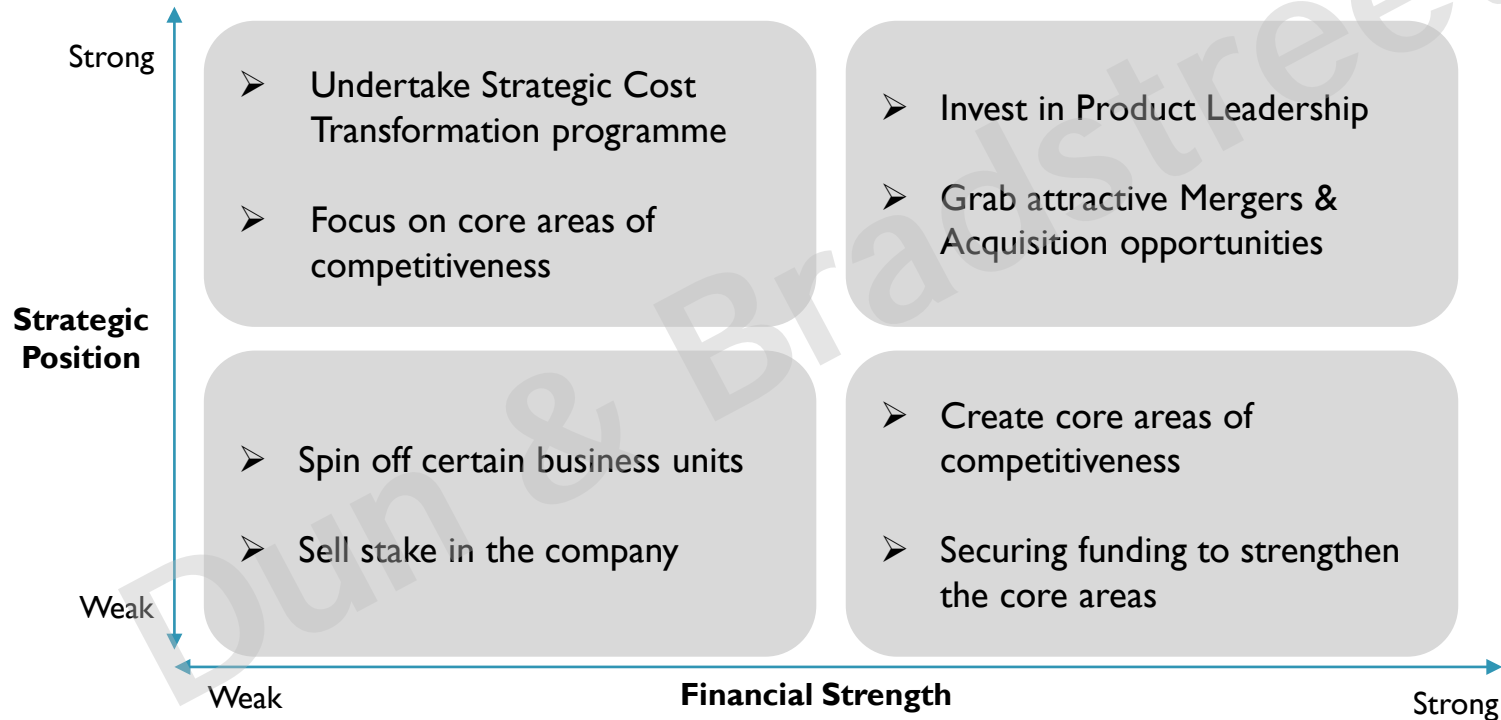 Strong
➢ Undertake Strategic Cost
Transformation programme
➢ Focus on core areas of
competitiveness
➢ Invest in Product Leadership
➢ Grab attractive Mergers &
Acquisition opportunities
Strategic
Position
➢ Spin off certain business units
➢ Sell stake in the company
➢ Create core areas of
competitiveness
➢ Securing funding to strengthen
the core areas
Weak
Weak
Financial Strength
Strong
Dun & Bradstree